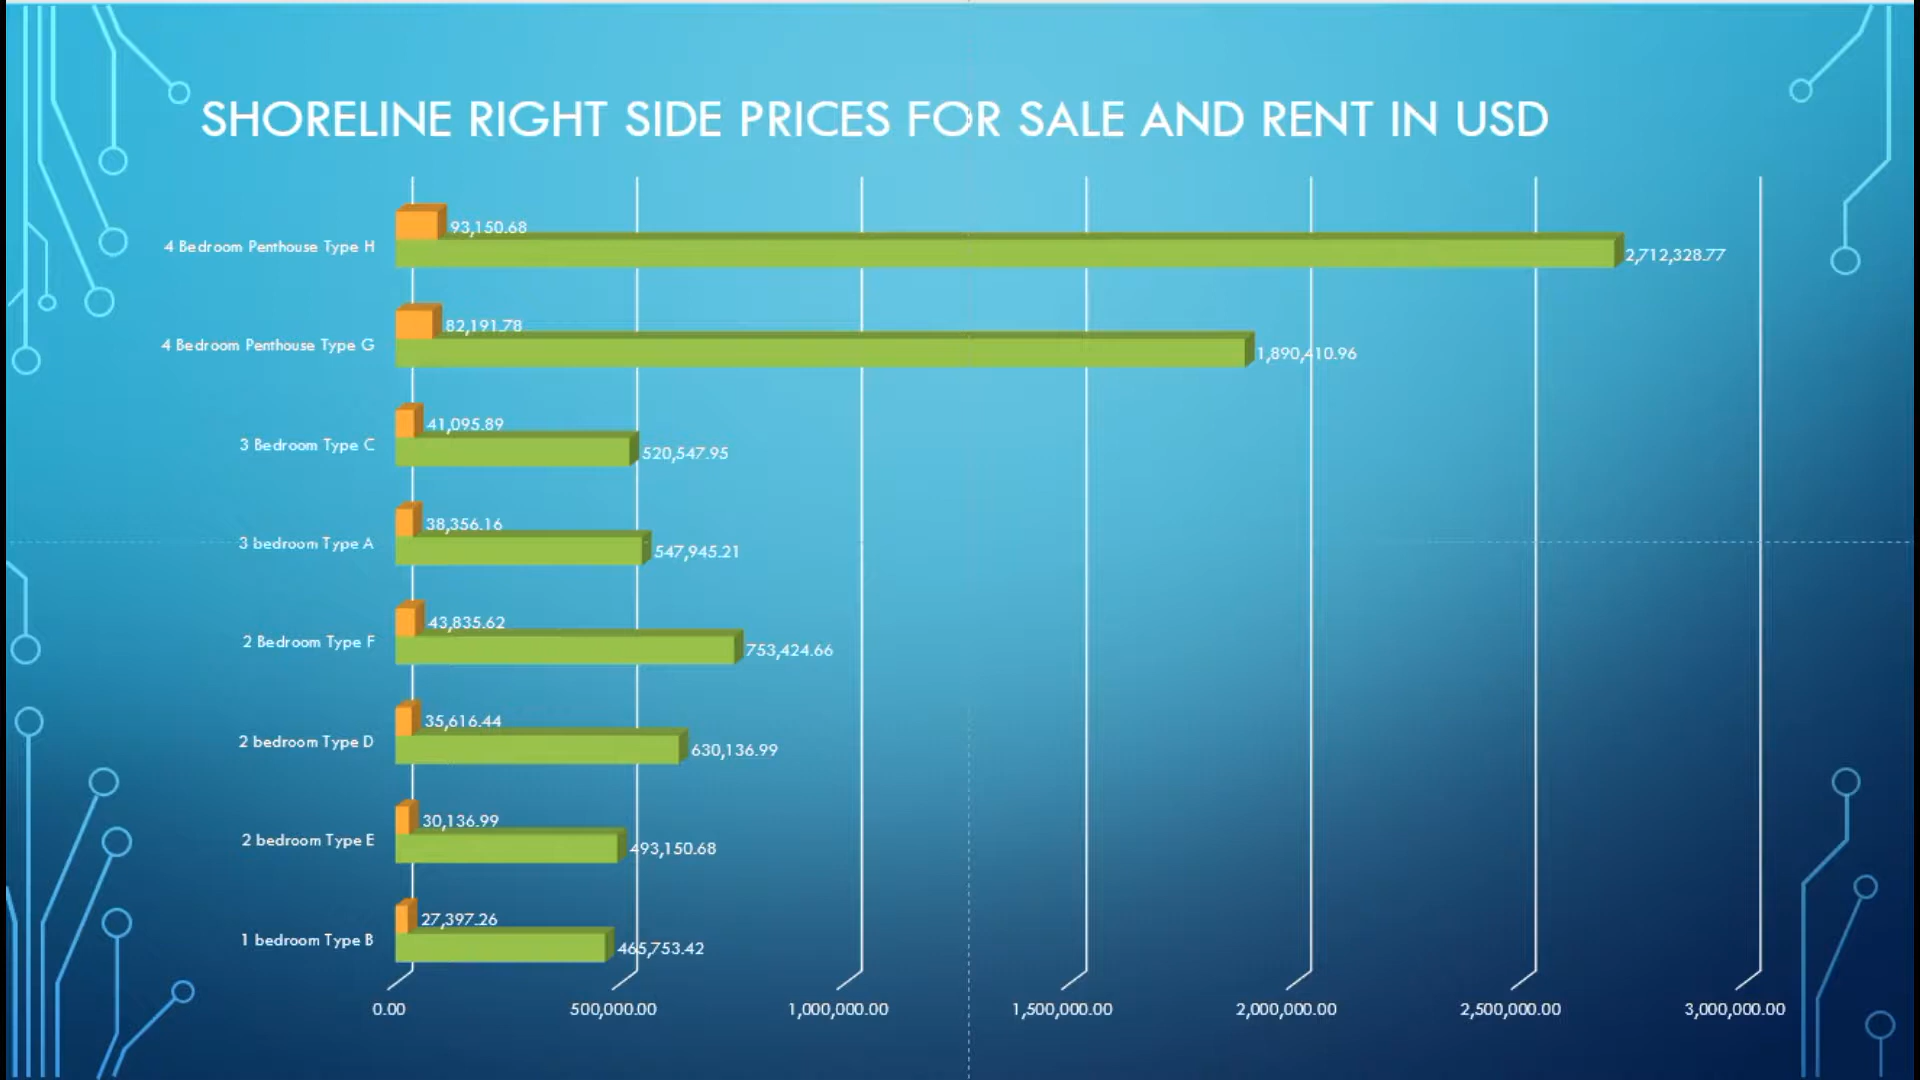 SHORELINE RIGHT SIDE PRICES FOR SALE AND RENT IN USD
93,150.68
4 Bedroom Penthouse Type H
2,712,328.77
82,191.78
4 Bedroom Penthouse Type G
1,890,410.96
41,095.89
3 Bedroom Type C
520,547.95
38,356.16
3 bedroom Type A
547,945.21
43,835.62
2 Bedroom Type F
753,424.66
35,616.44
2 bedroom Type D
630,136.99
30,136.99
2 bedroom Type E
493,150.68
27,397.26
1 bedroom Type B
465,753.42
0.00 500,000.00 1,000,000.00 1,500,000.00 2,000,000.00 2,500,000.00 3,000,000.00